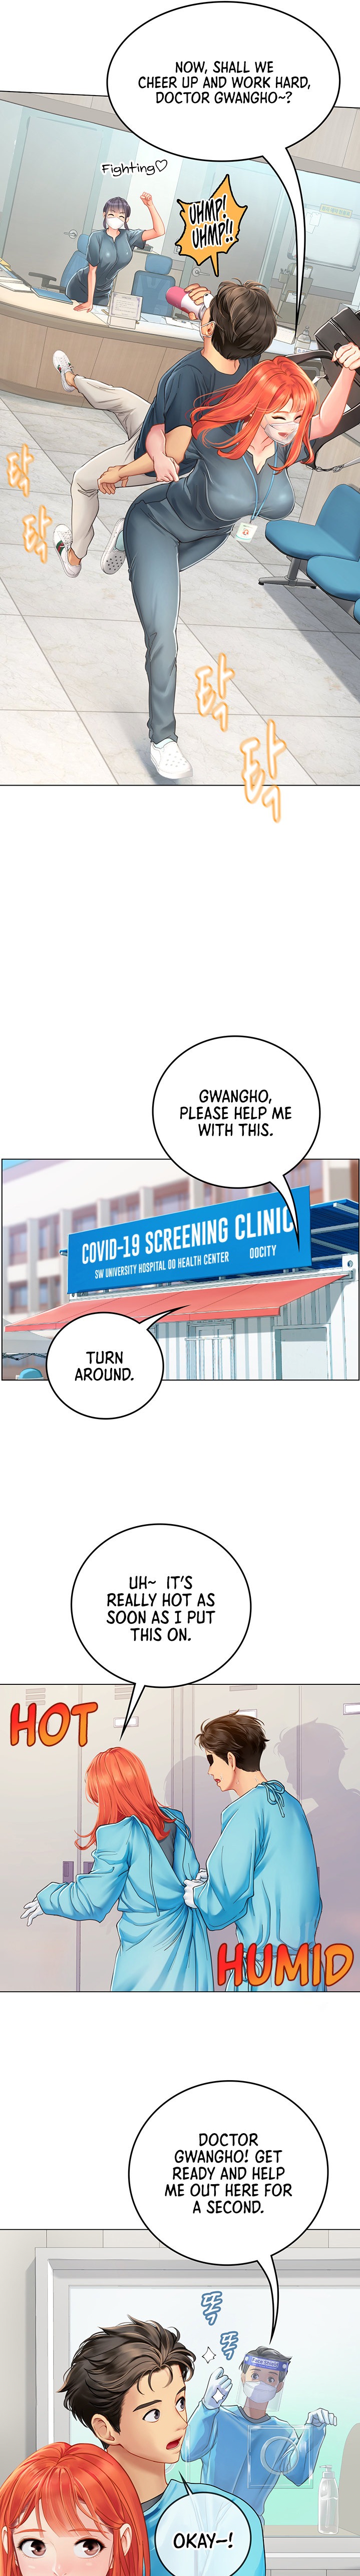 NOW, SHALL WE
CHEER UP AND WORK HARD,
DOCTOR GWANGHO~?
Fighting♡
UHMP!
UHMP!!
탁
탁
탁
탁
GWANGHO,
PLEASE HELP ME
WITH THIS.
COVID-19 SCREENING CLINIC
SW UNIVERSITY HOSPITAL OO HEALTH CENTER OOCITY
TURN
AROUND.
UH~ IT'S
REALLY HOT AS
SOON AS I PUT
THIS ON.
HOT
HUMID
DOCTOR
GWANGHO! GET
READY AND HELP
ME OUT HERE FOR
A SECOND.
똑
똑
OKAY~!